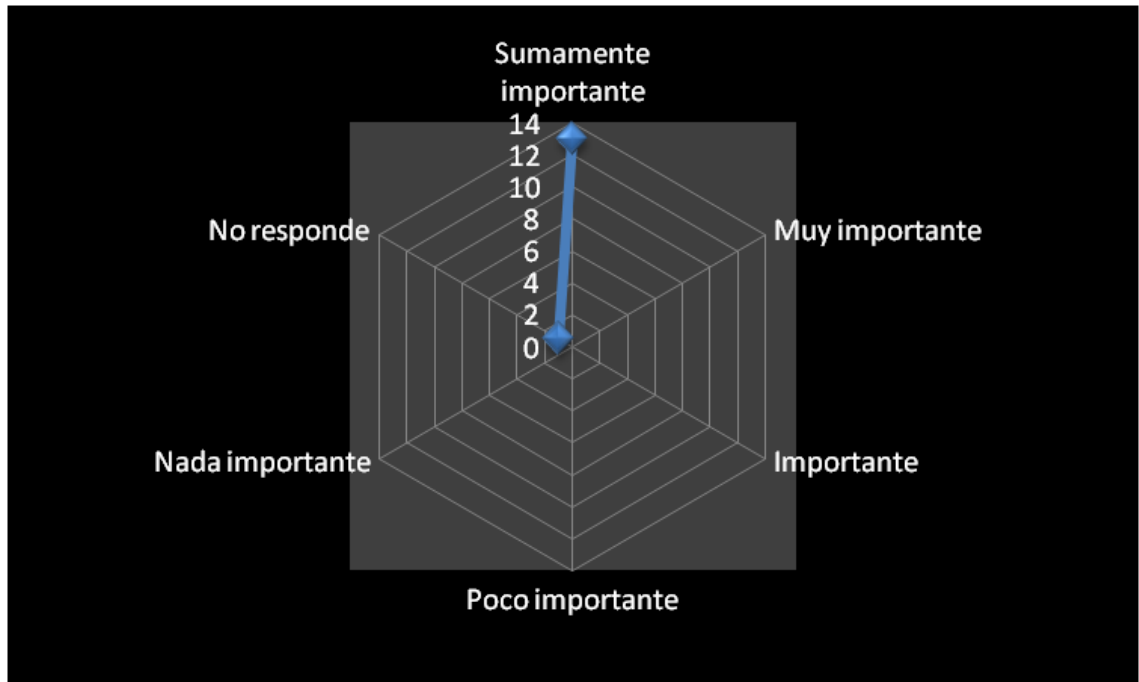 Sumamente
importante
14
12
10
8
6
4
2
0
No responde
Muy importante
Nada importante
Importante
Poco importante